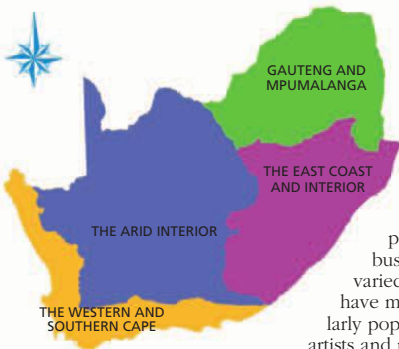 GAUTENG AND
MPUMALANGA
THE EAST COAST
AND INTERIOR
THE ARID INTERIOR
THE WESTERN AND
SOUTHERN CAPE
bus
varied
have m
larly pop
artists and